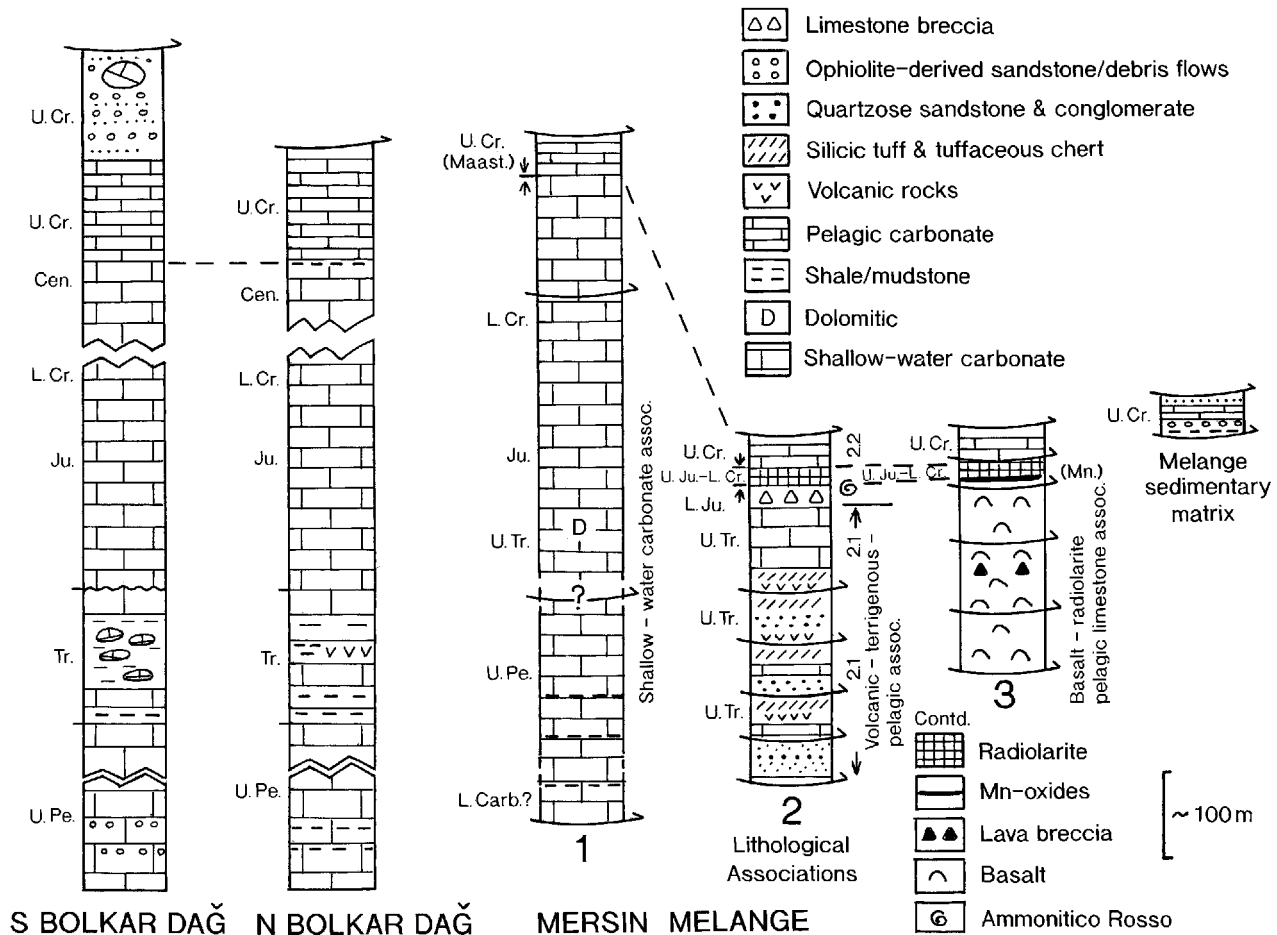 U. Cr.
U. Cr.
Cen.
L. Cr.
Ju.
Tr.
U. Pe.
S BOLKAR DAĞ
U. Cr.
Cen.
L. Cr.
Ju.
Tr.
U. Pe.
N BOLKAR DAĞ
U. Cr.
(Maast.)
L. Cr.
Ju.
U. Tr.
D
?
U. Pe.
L. Carb.?
1
Shallow - water carbonate assoc.
U. Cr.
U. Ju.-L. Cr.
L. Ju.
U. Tr.
U. Tr.
U. Tr.
2.2
2.1
2.1
Volcanic - terrigenous -
pelagic assoc.
2
Lithological
Associations
MERSIN MELANGE
U. Cr.
U. Ju.-L. Cr.
(Mn.)
3
Basalt - radiolarite
pelagic limestone assoc.
U. Cr.
Melange
sedimentary
matrix
Limestone breccia
Ophiolite-derived sandstone/debris flows
Quartzose sandstone & conglomerate
Silicic tuff & tuffaceous chert
Volcanic rocks
Pelagic carbonate
Shale/mudstone
D Dolomitic
Shallow-water carbonate
Contd.
Radiolarite
Mn-oxides
Lava breccia
Basalt
Ammonitico Rosso
~ 100 m